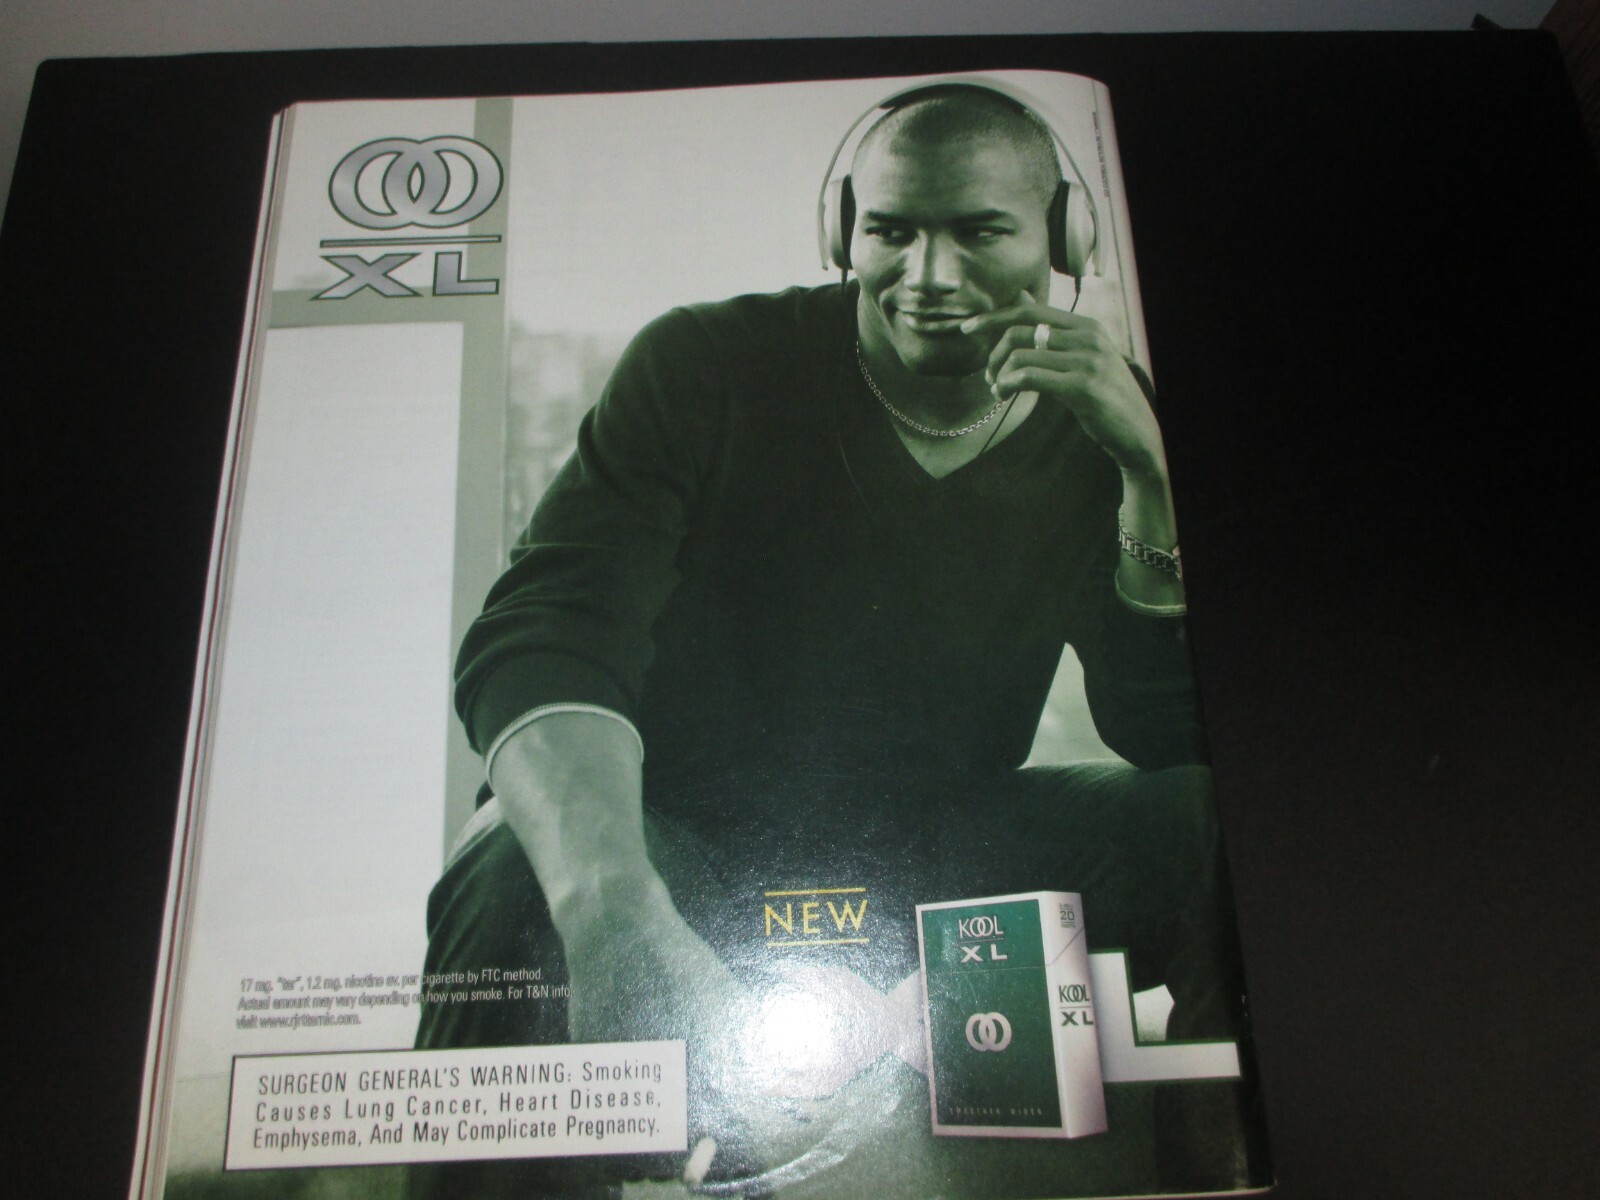 XL
NEW
KOOL
XL
20
KOOL
XL
17 mg. "tar", 1.2 mg. nicotine av. per cigarette by FTC method.
Actual amount may vary depending on how you smoke. For T&N info,
visit www.rjrttarnic.com.
SURGEON GENERAL'S WARNING: Smoking
Causes Lung Cancer, Heart Disease,
Emphysema, And May Complicate Pregnancy.